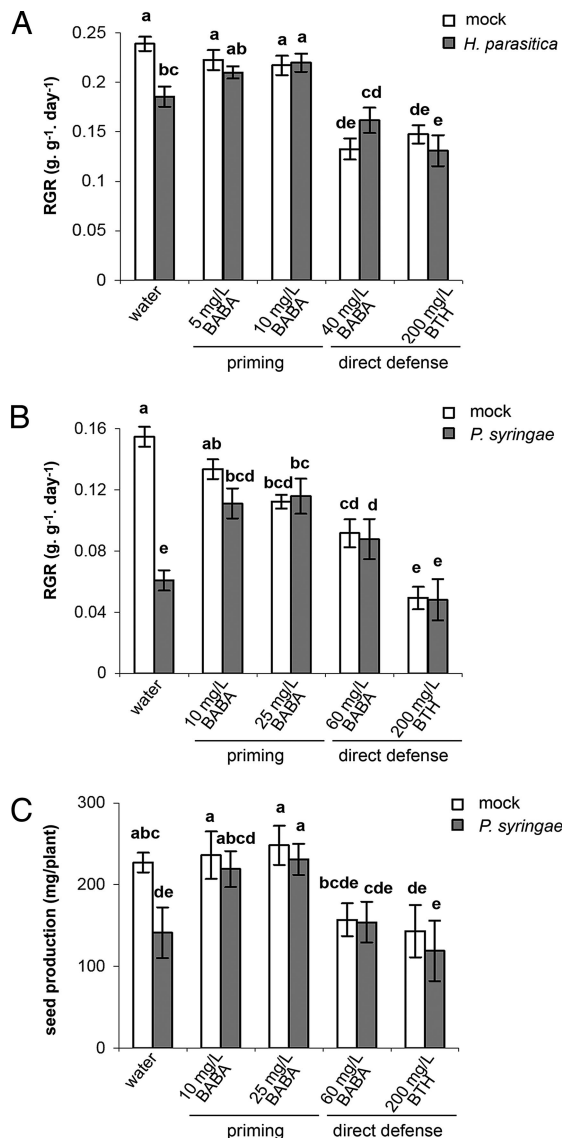 A
mock
H. parasitica
RGR (g. g-1. day-1)
0.25
0.2
0.15
0.1
0.05
0
a
bc
a
ab
a
a
de
cd
de
e
water
5 mg/L
BABA
10 mg/L
BABA
40 mg/L
BABA
200 mg/L
BTH
priming
direct defense
B
mock
P. syringae
RGR (g. g-1. day-1)
0.16
0.12
0.08
0.04
0
a
e
ab
bcd
bcd
bc
cd
d
e
e
water
10 mg/L
BABA
25 mg/L
BABA
60 mg/L
BABA
200 mg/L
BTH
priming
direct defense
C
mock
P. syringae
seed production (mg/plant)
300
200
100
0
abc
de
a
abcd
a
a
bcde
cde
de
e
water
10 mg/L
BABA
25 mg/L
BABA
60 mg/L
BABA
200 mg/L
BTH
priming
direct defense